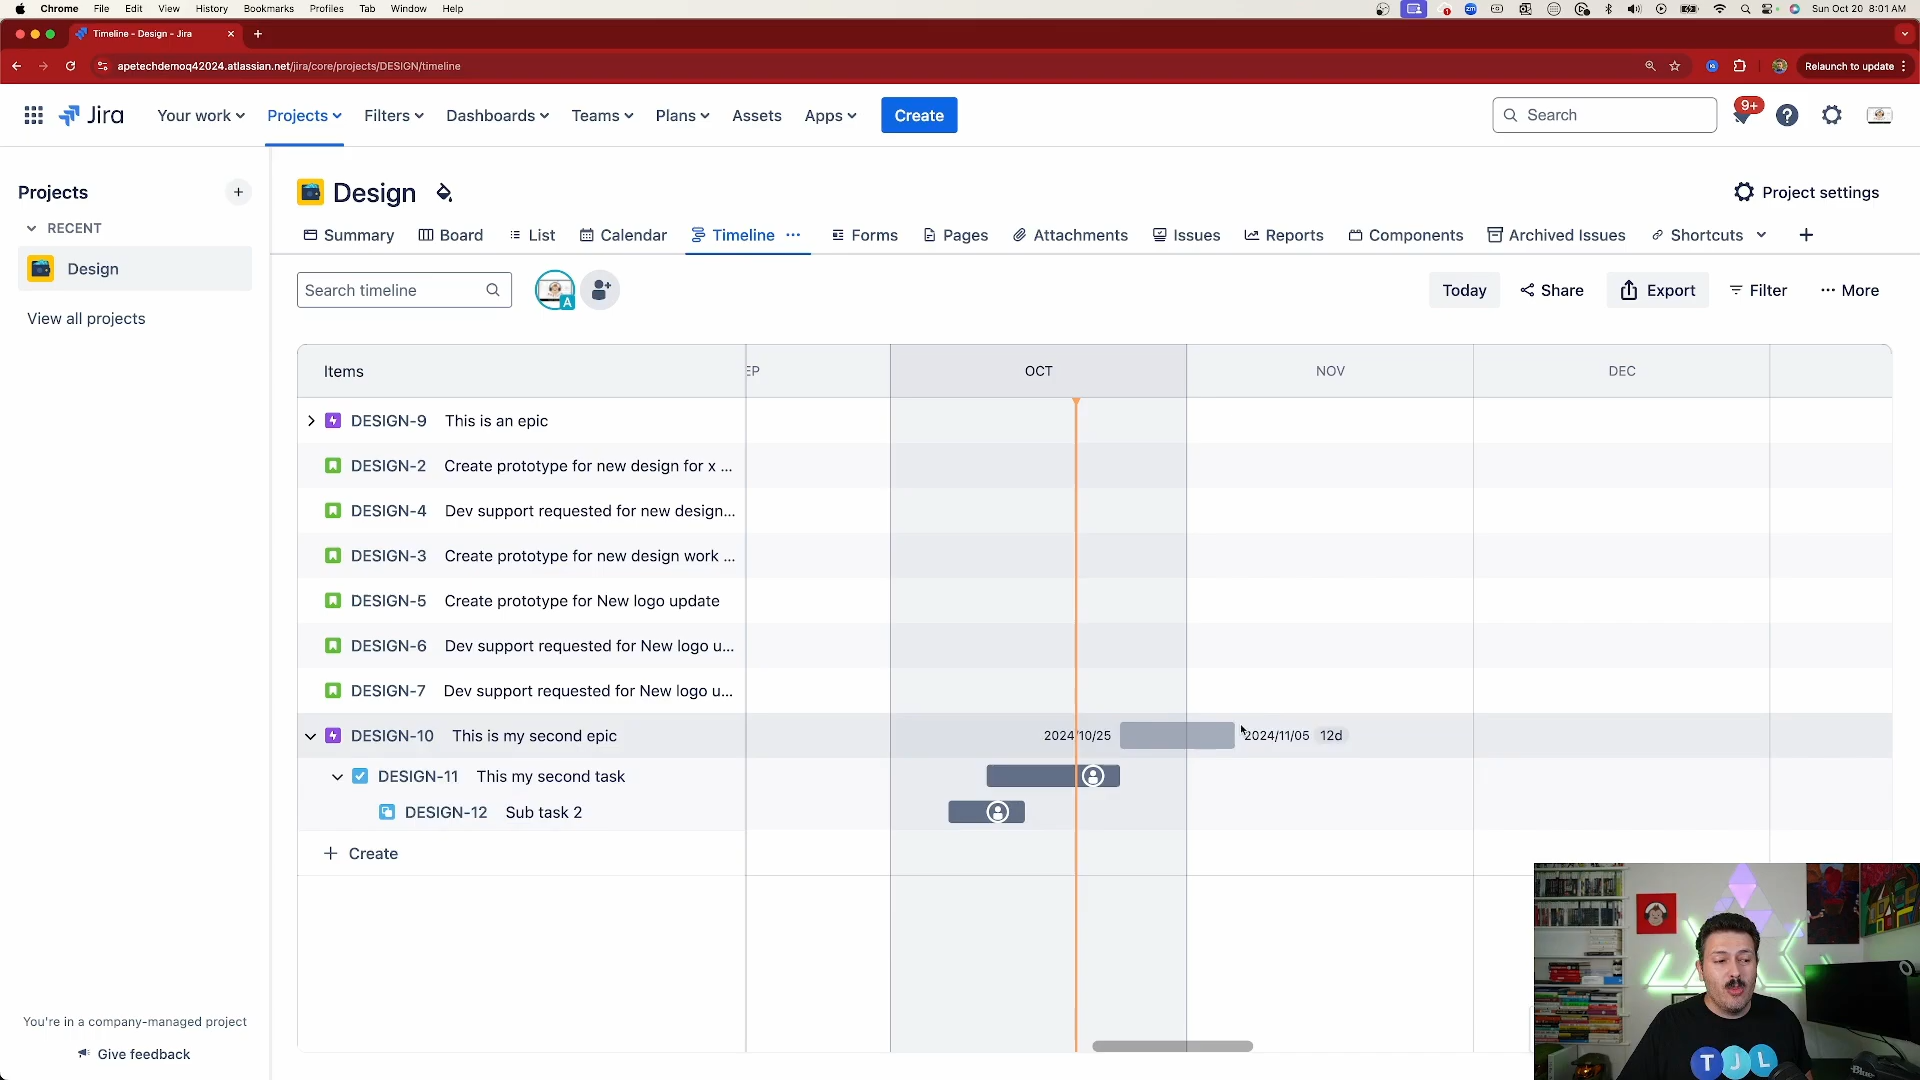 Chrome File Edit View History Bookmarks Profiles Tab Window Help
Sun Oct 20 8:01 AM
Timeline - Design - Jira
apetechdemoq42024.atlassian.net/jira/core/projects/DESIGN/timeline
Relaunch to update
Jira Your work Projects Filters Dashboards Teams Plans Assets Apps Create Search 9+
Projects
RECENT
Design
View all projects
Design
Project settings
Summary Board List Calendar Timeline Forms Pages Attachments Issues Reports Components Archived Issues Shortcuts
Search timeline A Today Share Export Filter More
Items EP OCT NOV DEC
DESIGN-9 This is an epic
DESIGN-2 Create prototype for new design for x ...
DESIGN-4 Dev support requested for new design...
DESIGN-3 Create prototype for new design work ...
DESIGN-5 Create prototype for New logo update
DESIGN-6 Dev support requested for New logo u...
DESIGN-7 Dev support requested for New logo u...
DESIGN-10 This is my second epic 2024/10/25 2024/11/05 12d
DESIGN-11 This my second task
DESIGN-12 Sub task 2
Create
You're in a company-managed project
Give feedback
TJL
Blue